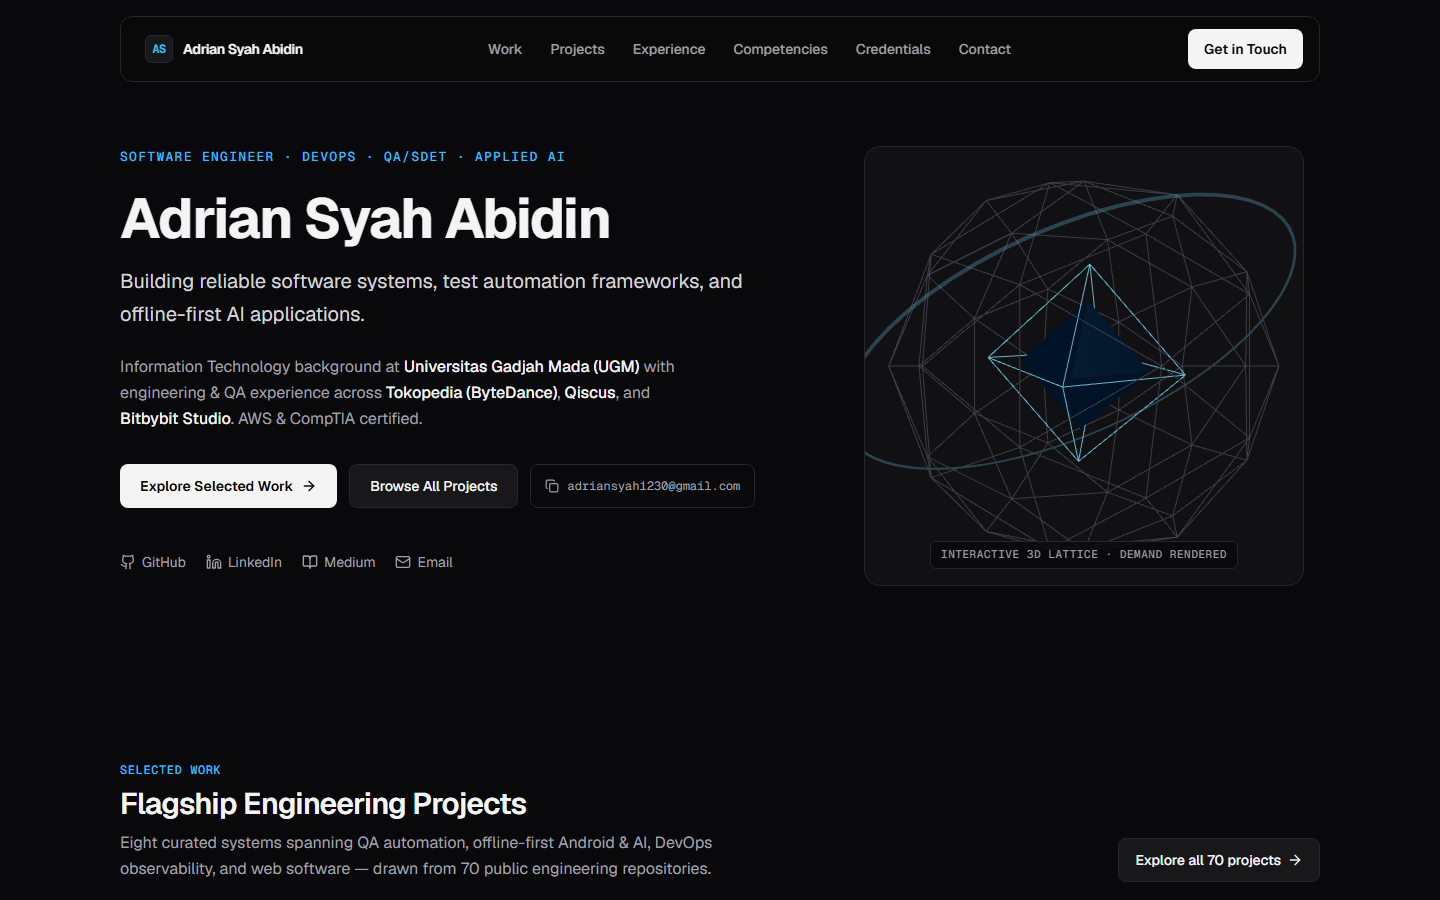 AS Adrian Syah Abidin
Work Projects Experience Competencies Credentials Contact
Get in Touch
SOFTWARE ENGINEER · DEVOPS · QA/SDET · APPLIED AI
Adrian Syah Abidin
Building reliable software systems, test automation frameworks, and
offline-first AI applications.
Information Technology background at Universitas Gadjah Mada (UGM) with
engineering & QA experience across Tokopedia (ByteDance), Qiscus, and
Bitbybit Studio. AWS & CompTIA certified.
Explore Selected Work → Browse All Projects adriansyah1230@gmail.com
GitHub LinkedIn Medium Email
INTERACTIVE 3D LATTICE · DEMAND RENDERED
SELECTED WORK
Flagship Engineering Projects
Eight curated systems spanning QA automation, offline-first Android & AI, DevOps
observability, and web software — drawn from 70 public engineering repositories.
Explore all 70 projects →